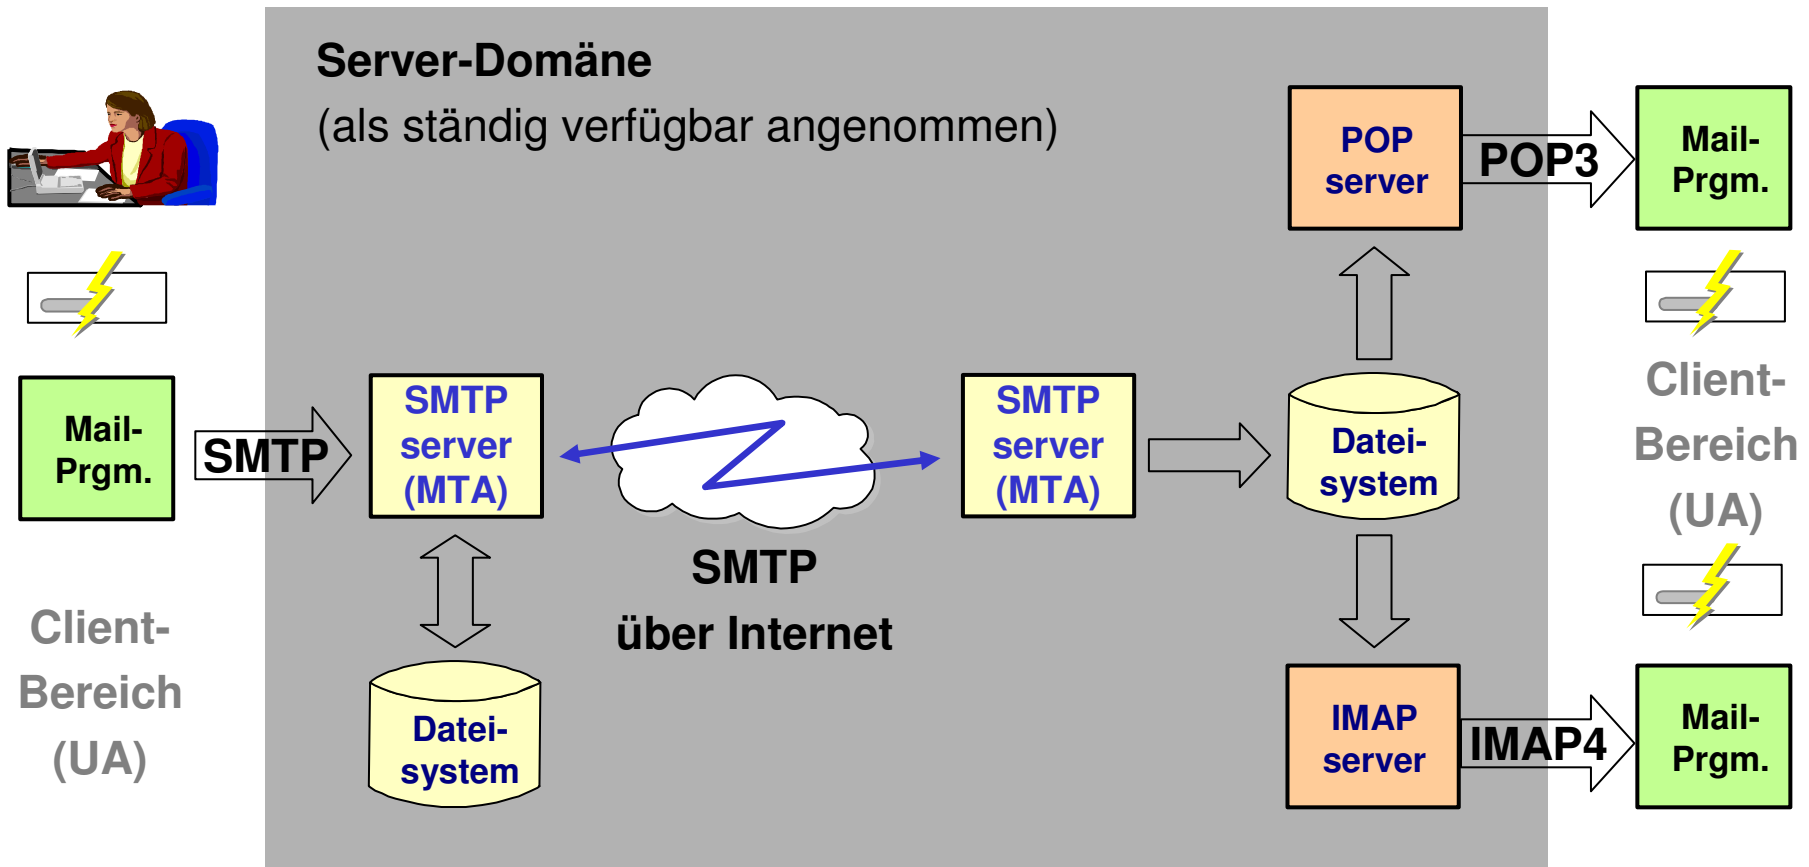 Server-Domäne
(als ständig verfügbar angenommen)
POP
server
POP3
Mail-
Prgm.
Mail-
Prgm.
SMTP
SMTP
server
(MTA)
SMTP
server
(MTA)
Datei-
system
Client-
Bereich
(UA)
SMTP
über Internet
Client-
Bereich
(UA)
Datei-
system
IMAP
server
IMAP4
Mail-
Prgm.